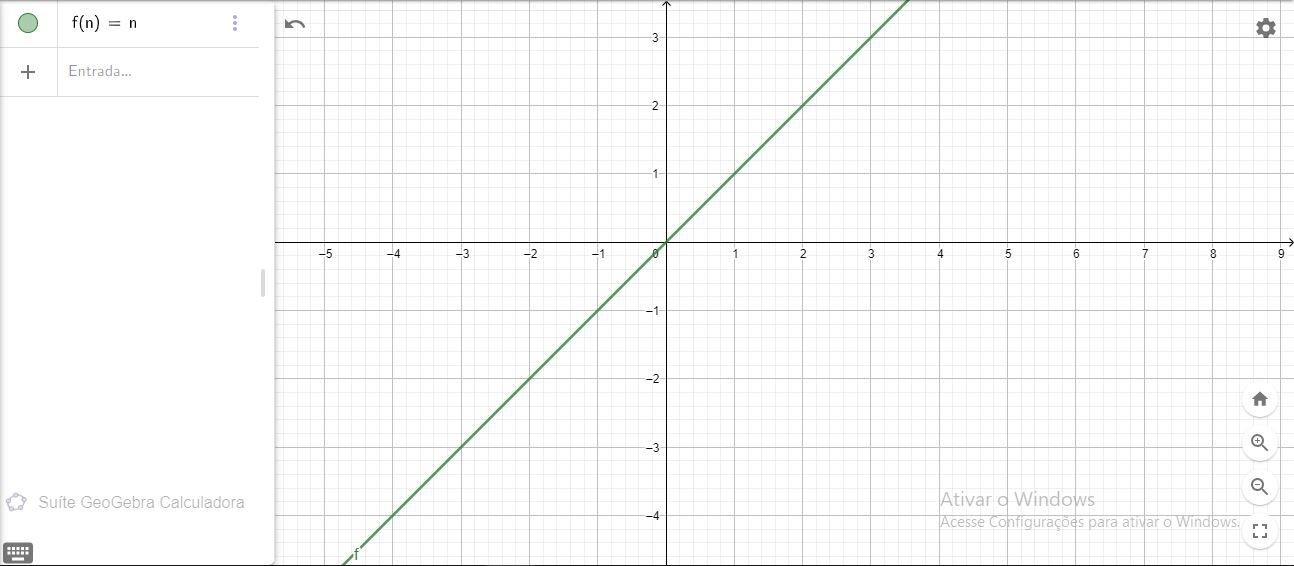 f(n) = n
Entrada...
3
2
1
−5 −4 −3 −2 −1 0 1 2 3 4 5 6 7 8 9
−1
−2
−3
−4
f
Suíte GeoGebra Calculadora
Ativar o Windows
Acesse Configurações para ativar o Windows.